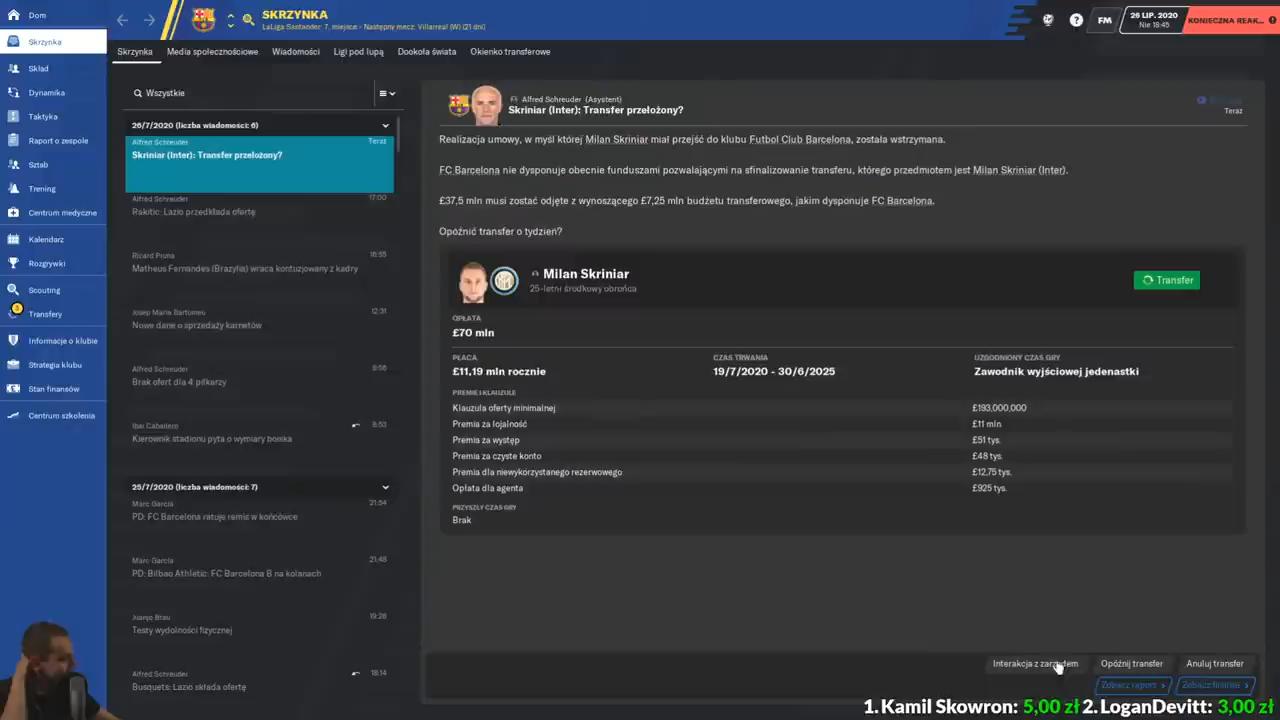 Dom
Skrzynka
Skład
Dynamika
Taktyka
Raport o zespole
Sztab
Trening
Centrum medyczne
Kalendarz
Rozgrywki
Scouting
Transfery
Informacje o klubie
Strategia klubu
Stan finansów
Centrum szkolenia
SKRZYNKA
LaLiga Santander: 7. miejsce - Następny mecz: Villarreal (W) (21 dni)
FM
26 LIP. 2020
Nie 18:45
KONIECZNA REAK...
Skrzynka
Media społecznościowe
Wiadomości
Ligi pod lupą
Dookoła świata
Okienko transferowe
Wszystkie
26/7/2020 (liczba wiadomości: 6)
Alfred Schreuder
Teraz
Skriniar (Inter): Transfer przełożony?
Alfred Schreuder
17:00
Rakitic: Lazio przedkłada ofertę
Ricard Pruna
16:55
Matheus Fernandes (Brazylia) wraca kontuzjowany z kadry
Josep Maria Bartomeu
12:31
Nowe dane o sprzedaży karnetów
Alfred Schreuder
8:56
Brak ofert dla 4 piłkarzy
Ibai Caballero
8:53
Kierownik stadionu pyta o wymiary boiska
25/7/2020 (liczba wiadomości: 7)
Marc García
21:54
PD: FC Barcelona ratuje remis w końcówce
Marc García
21:48
PD: Bilbao Athletic: FC Barcelona B na kolanach
Juanjo Brau
19:28
Testy wydolności fizycznej
Alfred Schreuder
18:14
Busquets: Lazio składa ofertę
Alfred Schreuder (Asystent)
Skriniar (Inter): Transfer przełożony?
Teraz
Realizacja umowy, w myśl której Milan Skriniar miał przejść do klubu Futbol Club Barcelona została wstrzymana.
FC Barcelona nie dysponuje obecnie funduszami pozwalającymi na sfinalizowanie transferu, którego przedmiotem jest Milan Skriniar (Inter).
£37,5 mln musi zostać odjęte z wynoszącego £7,25 mln budżetu transferowego, jakim dysponuje FC Barcelona.
Opóźnić transfer o tydzień?
Milan Skriniar
25-letni środkowy obrońca
Transfer
OPŁATA
£70 mln
PŁACA
£11,19 mln rocznie
CZAS TRWANIA
19/7/2020 - 30/6/2025
UZGODNIONY CZAS GRY
Zawodnik wyjściowej jedenastki
PREMIE I KLAUZULE
Klauzula oferty minimalnej
£193,000,000
Premia za lojalność
£11 mln
Premia za występ
£51 tys.
Premia za czyste konto
£48 tys.
Premia dla niewykorzystanego rezerwowego
£12,75 tys.
Opłata dla agenta
£925 tys.
PRZYSZŁY CZAS GRY
Brak
Interakcja z zarządem
Opóźnij transfer
Anuluj transfer
Zobacz raport
Zobacz finanse
1. Kamil Skowron: 5,00 zł 2. LoganDevitt: 3,00 zł